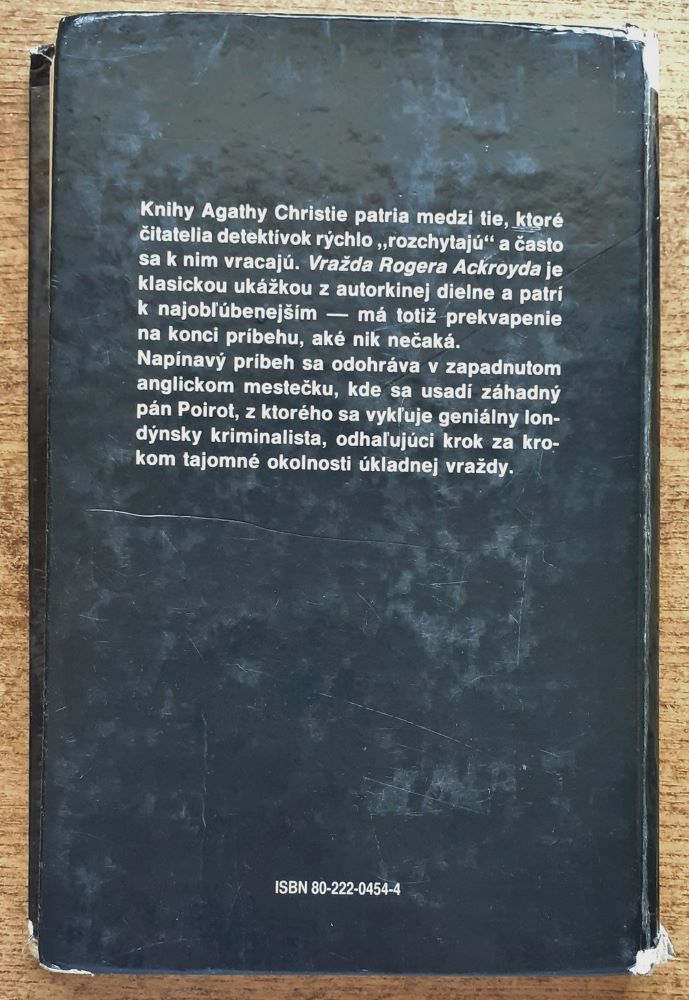 Knihy Agathy Christie patria medzi tie, ktoré
čitatelia detektívok rýchlo „rozchytajú“ a často
sa k nim vracajú. Vražda Rogera Ackroyda je
klasickou ukážkou z autorkinej dielne a patrí
k najobľúbenejším — má totiž prekvapenie
na konci príbehu, aké nik nečaká.
Napínavý príbeh sa odohráva v zapadnutom
anglickom mestečku, kde sa usadí záhadný
pán Poirot, z ktorého sa vykľuje geniálny lon-
dýnsky kriminalista, odhaľujúci krok za kro-
kom tajomné okolnosti úkladnej vraždy.
ISBN 80-222-0454-4